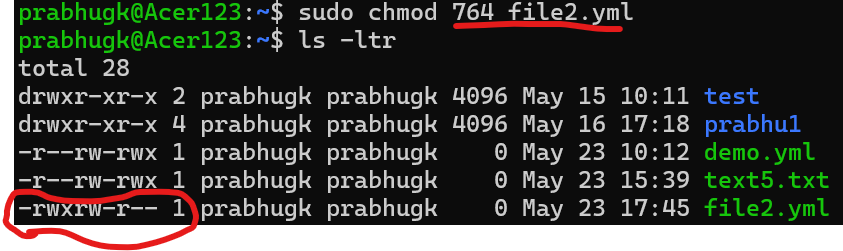 prabhugk@Acer123:~$ sudo chmod 764 file2.yml
prabhugk@Acer123:~$ ls -ltr
total 28
drwxr-xr-x 2 prabhugk prabhugk 4096 May 15 10:11 test
drwxr-xr-x 4 prabhugk prabhugk 4096 May 16 17:18 prabhu1
-r--rw-rwx 1 prabhugk prabhugk    0 May 23 10:12 demo.yml
-r--rw-rwx 1 prabhugk prabhugk    0 May 23 15:39 text5.txt
-rwxrw-r-- 1 prabhugk prabhugk    0 May 23 17:45 file2.yml